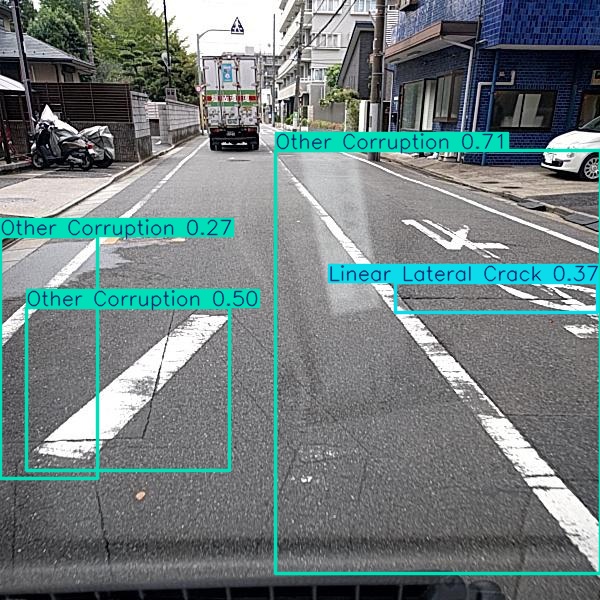 Other Corruption 0.71
Other Corruption 0.27
Linear Lateral Crack 0.37
Other Corruption 0.50